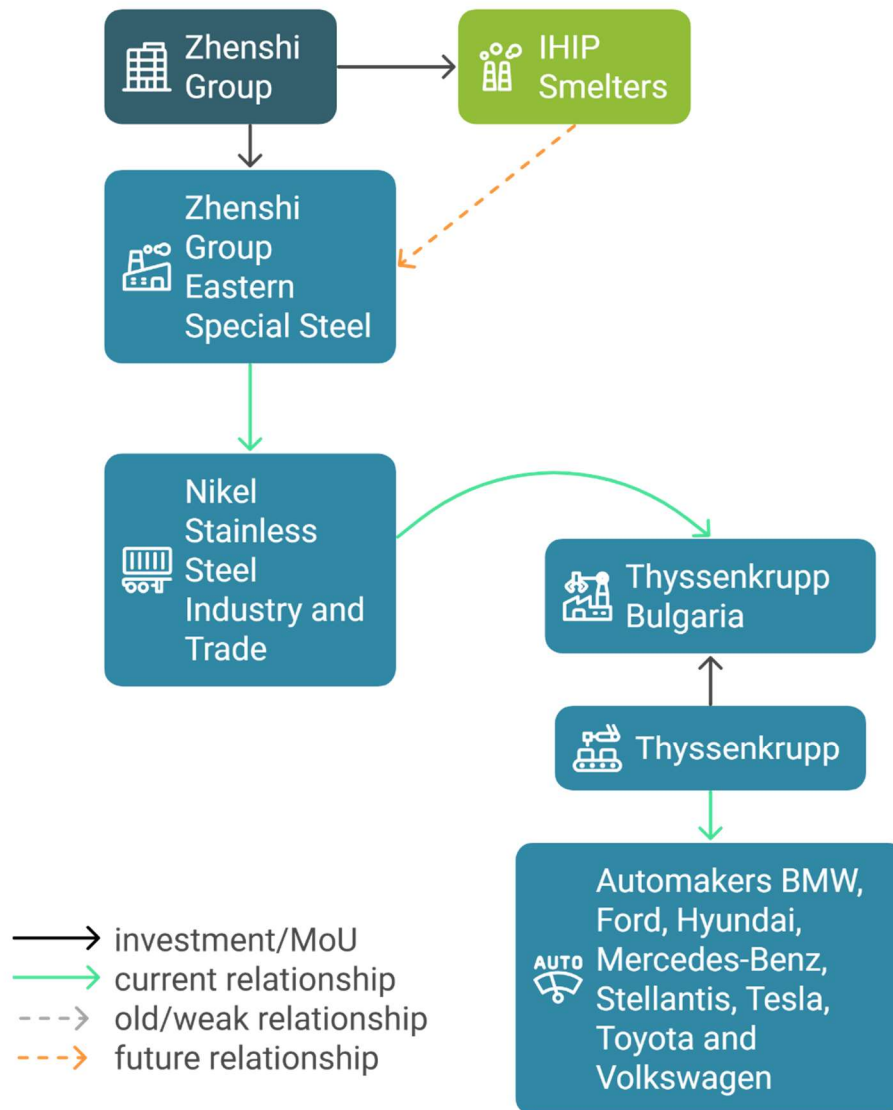 Zhenshi
Group
IHIP
Smelters
Zhenshi
Group
Eastern
Special Steel
Nikel
Stainless
Steel
Industry and
Trade
Thyssenkrupp
Bulgaria
Thyssenkrupp
AUTO
Automakers BMW,
Ford, Hyundai,
Mercedes-Benz,
Stellantis, Tesla,
Toyota and
Volkswagen
investment/MoU
current relationship
old/weak relationship
future relationship